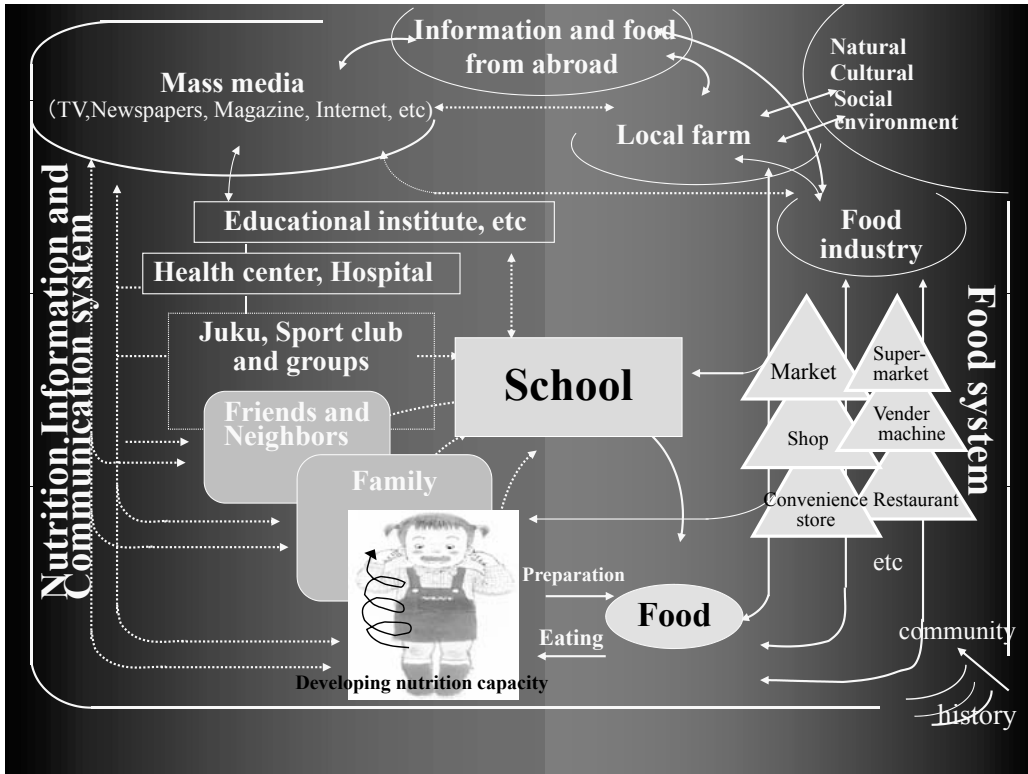 Information and food
from abroad
Mass media
(TV,Newspapers, Magazine, Internet, etc)
Natural
Cultural
Social
environment
Local farm
Educational institute, etc
Food
industry
Health center, Hospital
Juku, Sport club
and groups
School
Market
Super-
market
Friends and
Neighbors
Shop
Vender
machine
Family
Convenience
store
Restaurant
etc
Preparation
Food
Eating
Developing nutrition capacity
community
history
Nutrition.Information and
Communication system
Food system